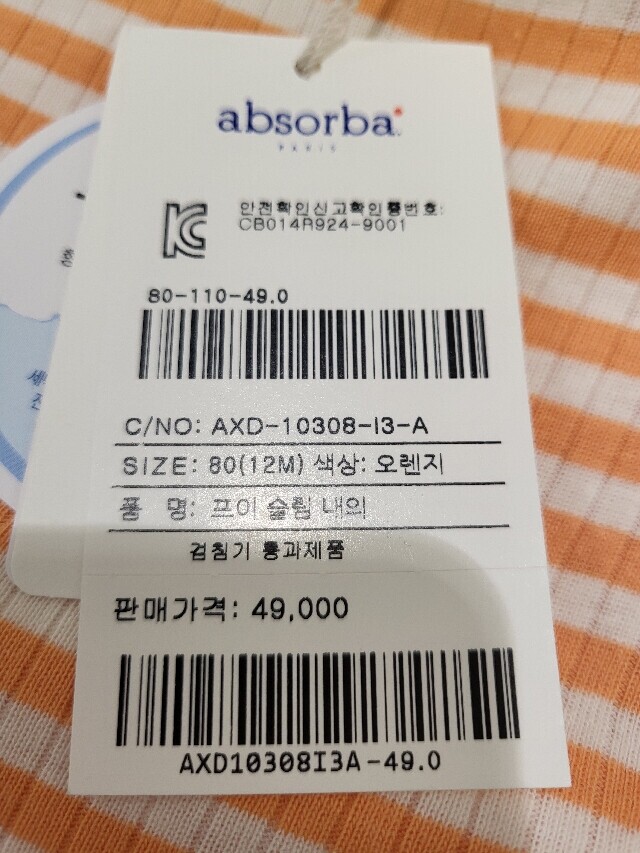 absorba
PARIS
안전확인신고확인증번호:
CB014R924-9001
80-110-49.0
C/NO: AXD-10308-I3-A
SIZE: 80(12M) 색상: 오렌지
품 명: 프이 슬림 내의
검침기 통과제품
판매가격: 49,000
AXD10308I3A-49.0